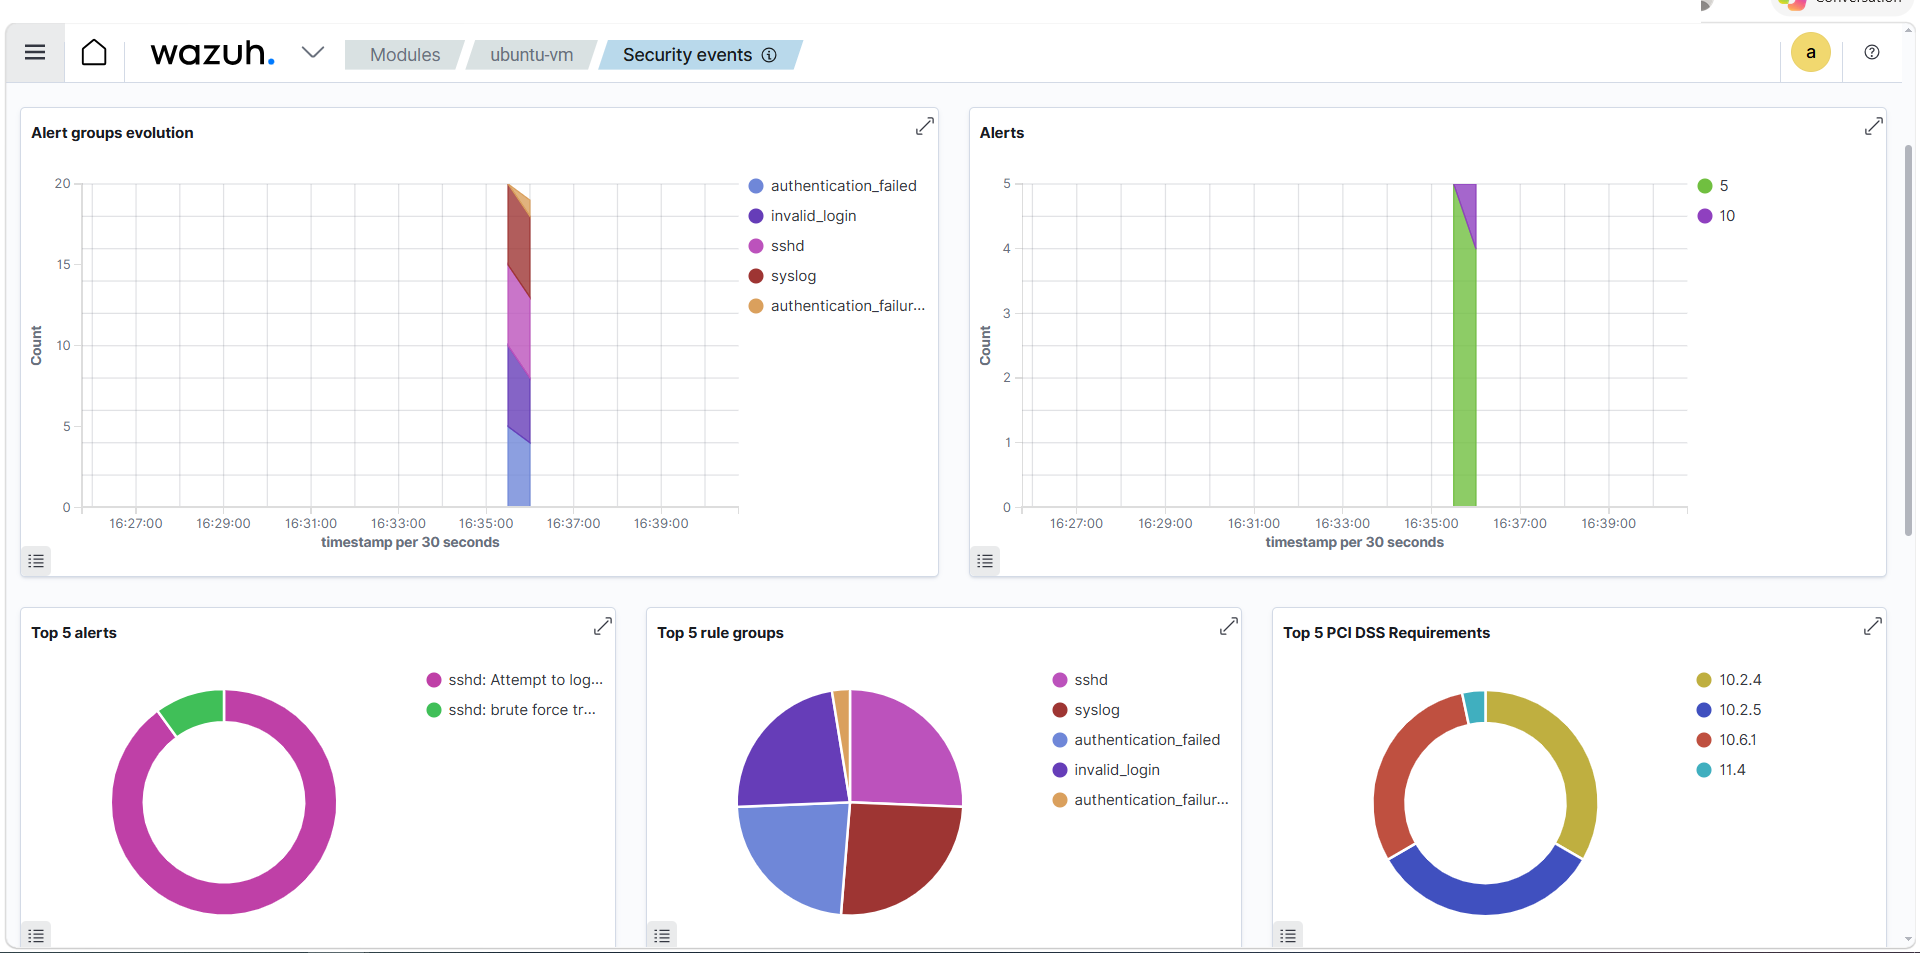 wazuh.
Modules
ubuntu-vm
Security events
a
Alert groups evolution
20
15
10
5
0
Count
16:27:00 16:29:00 16:31:00 16:33:00 16:35:00 16:37:00 16:39:00
timestamp per 30 seconds
authentication_failed
invalid_login
sshd
syslog
authentication_failur...
Alerts
5
4
3
2
1
0
Count
16:27:00 16:29:00 16:31:00 16:33:00 16:35:00 16:37:00 16:39:00
timestamp per 30 seconds
5
10
Top 5 alerts
sshd: Attempt to log...
sshd: brute force tr...
Top 5 rule groups
sshd
syslog
authentication_failed
invalid_login
authentication_failur...
Top 5 PCI DSS Requirements
10.2.4
10.2.5
10.6.1
11.4